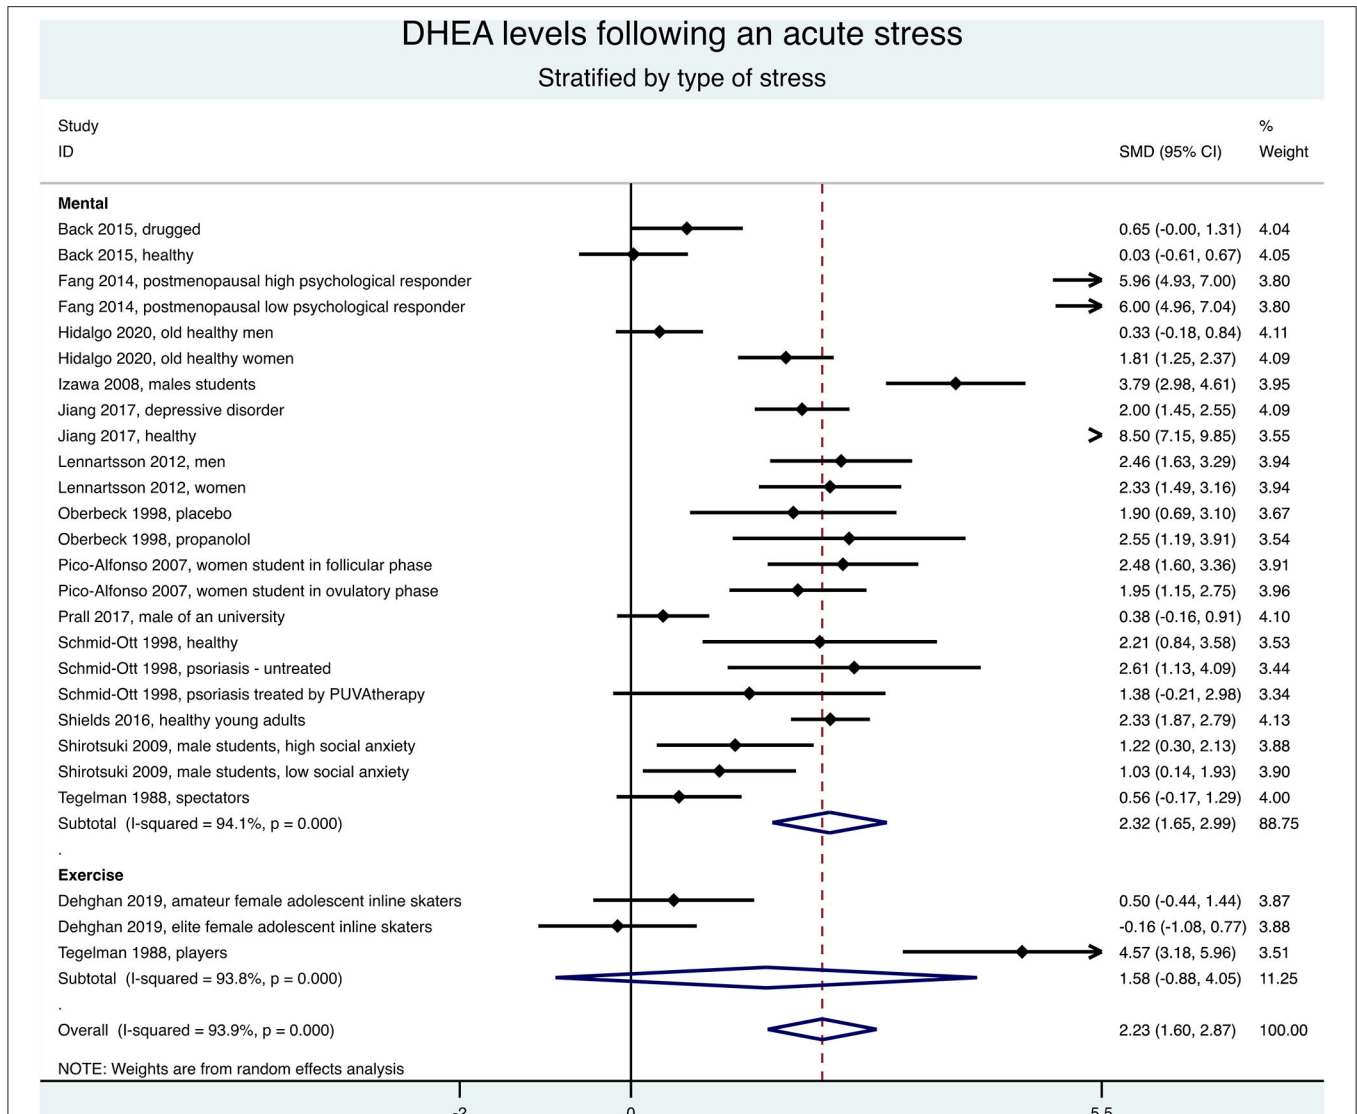 DHEA levels following an acute stress
Stratified by type of stress
Study %
ID SMD (95% CI) Weight
Mental
Back 2015, drugged 0.65 (-0.00, 1.31) 4.04
Back 2015, healthy 0.03 (-0.61, 0.67) 4.05
Fang 2014, postmenopausal high psychological responder 5.96 (4.93, 7.00) 3.80
Fang 2014, postmenopausal low psychological responder 6.00 (4.96, 7.04) 3.80
Hidalgo 2020, old healthy men 0.33 (-0.18, 0.84) 4.11
Hidalgo 2020, old healthy women 1.81 (1.25, 2.37) 4.09
Izawa 2008, males students 3.79 (2.98, 4.61) 3.95
Jiang 2017, depressive disorder 2.00 (1.45, 2.55) 4.09
Jiang 2017, healthy 8.50 (7.15, 9.85) 3.55
Lennartsson 2012, men 2.46 (1.63, 3.29) 3.94
Lennartsson 2012, women 2.33 (1.49, 3.16) 3.94
Oberbeck 1998, placebo 1.90 (0.69, 3.10) 3.67
Oberbeck 1998, propanolol 2.55 (1.19, 3.91) 3.54
Pico-Alfonso 2007, women student in follicular phase 2.48 (1.60, 3.36) 3.91
Pico-Alfonso 2007, women student in ovulatory phase 1.95 (1.15, 2.75) 3.96
Prall 2017, male of an university 0.38 (-0.16, 0.91) 4.10
Schmid-Ott 1998, healthy 2.21 (0.84, 3.58) 3.53
Schmid-Ott 1998, psoriasis - untreated 2.61 (1.13, 4.09) 3.44
Schmid-Ott 1998, psoriasis treated by PUVAtherapy 1.38 (-0.21, 2.98) 3.34
Shields 2016, healthy young adults 2.33 (1.87, 2.79) 4.13
Shirotsuki 2009, male students, high social anxiety 1.22 (0.30, 2.13) 3.88
Shirotsuki 2009, male students, low social anxiety 1.03 (0.14, 1.93) 3.90
Tegelman 1988, spectators 0.56 (-0.17, 1.29) 4.00
Subtotal (I-squared = 94.1%, p = 0.000) 2.32 (1.65, 2.99) 88.75
.
Exercise
Dehghan 2019, amateur female adolescent inline skaters 0.50 (-0.44, 1.44) 3.87
Dehghan 2019, elite female adolescent inline skaters -0.16 (-1.08, 0.77) 3.88
Tegelman 1988, players 4.57 (3.18, 5.96) 3.51
Subtotal (I-squared = 93.8%, p = 0.000) 1.58 (-0.88, 4.05) 11.25
.
Overall (I-squared = 93.9%, p = 0.000) 2.23 (1.60, 2.87) 100.00
NOTE: Weights are from random effects analysis
-2 0 5.5